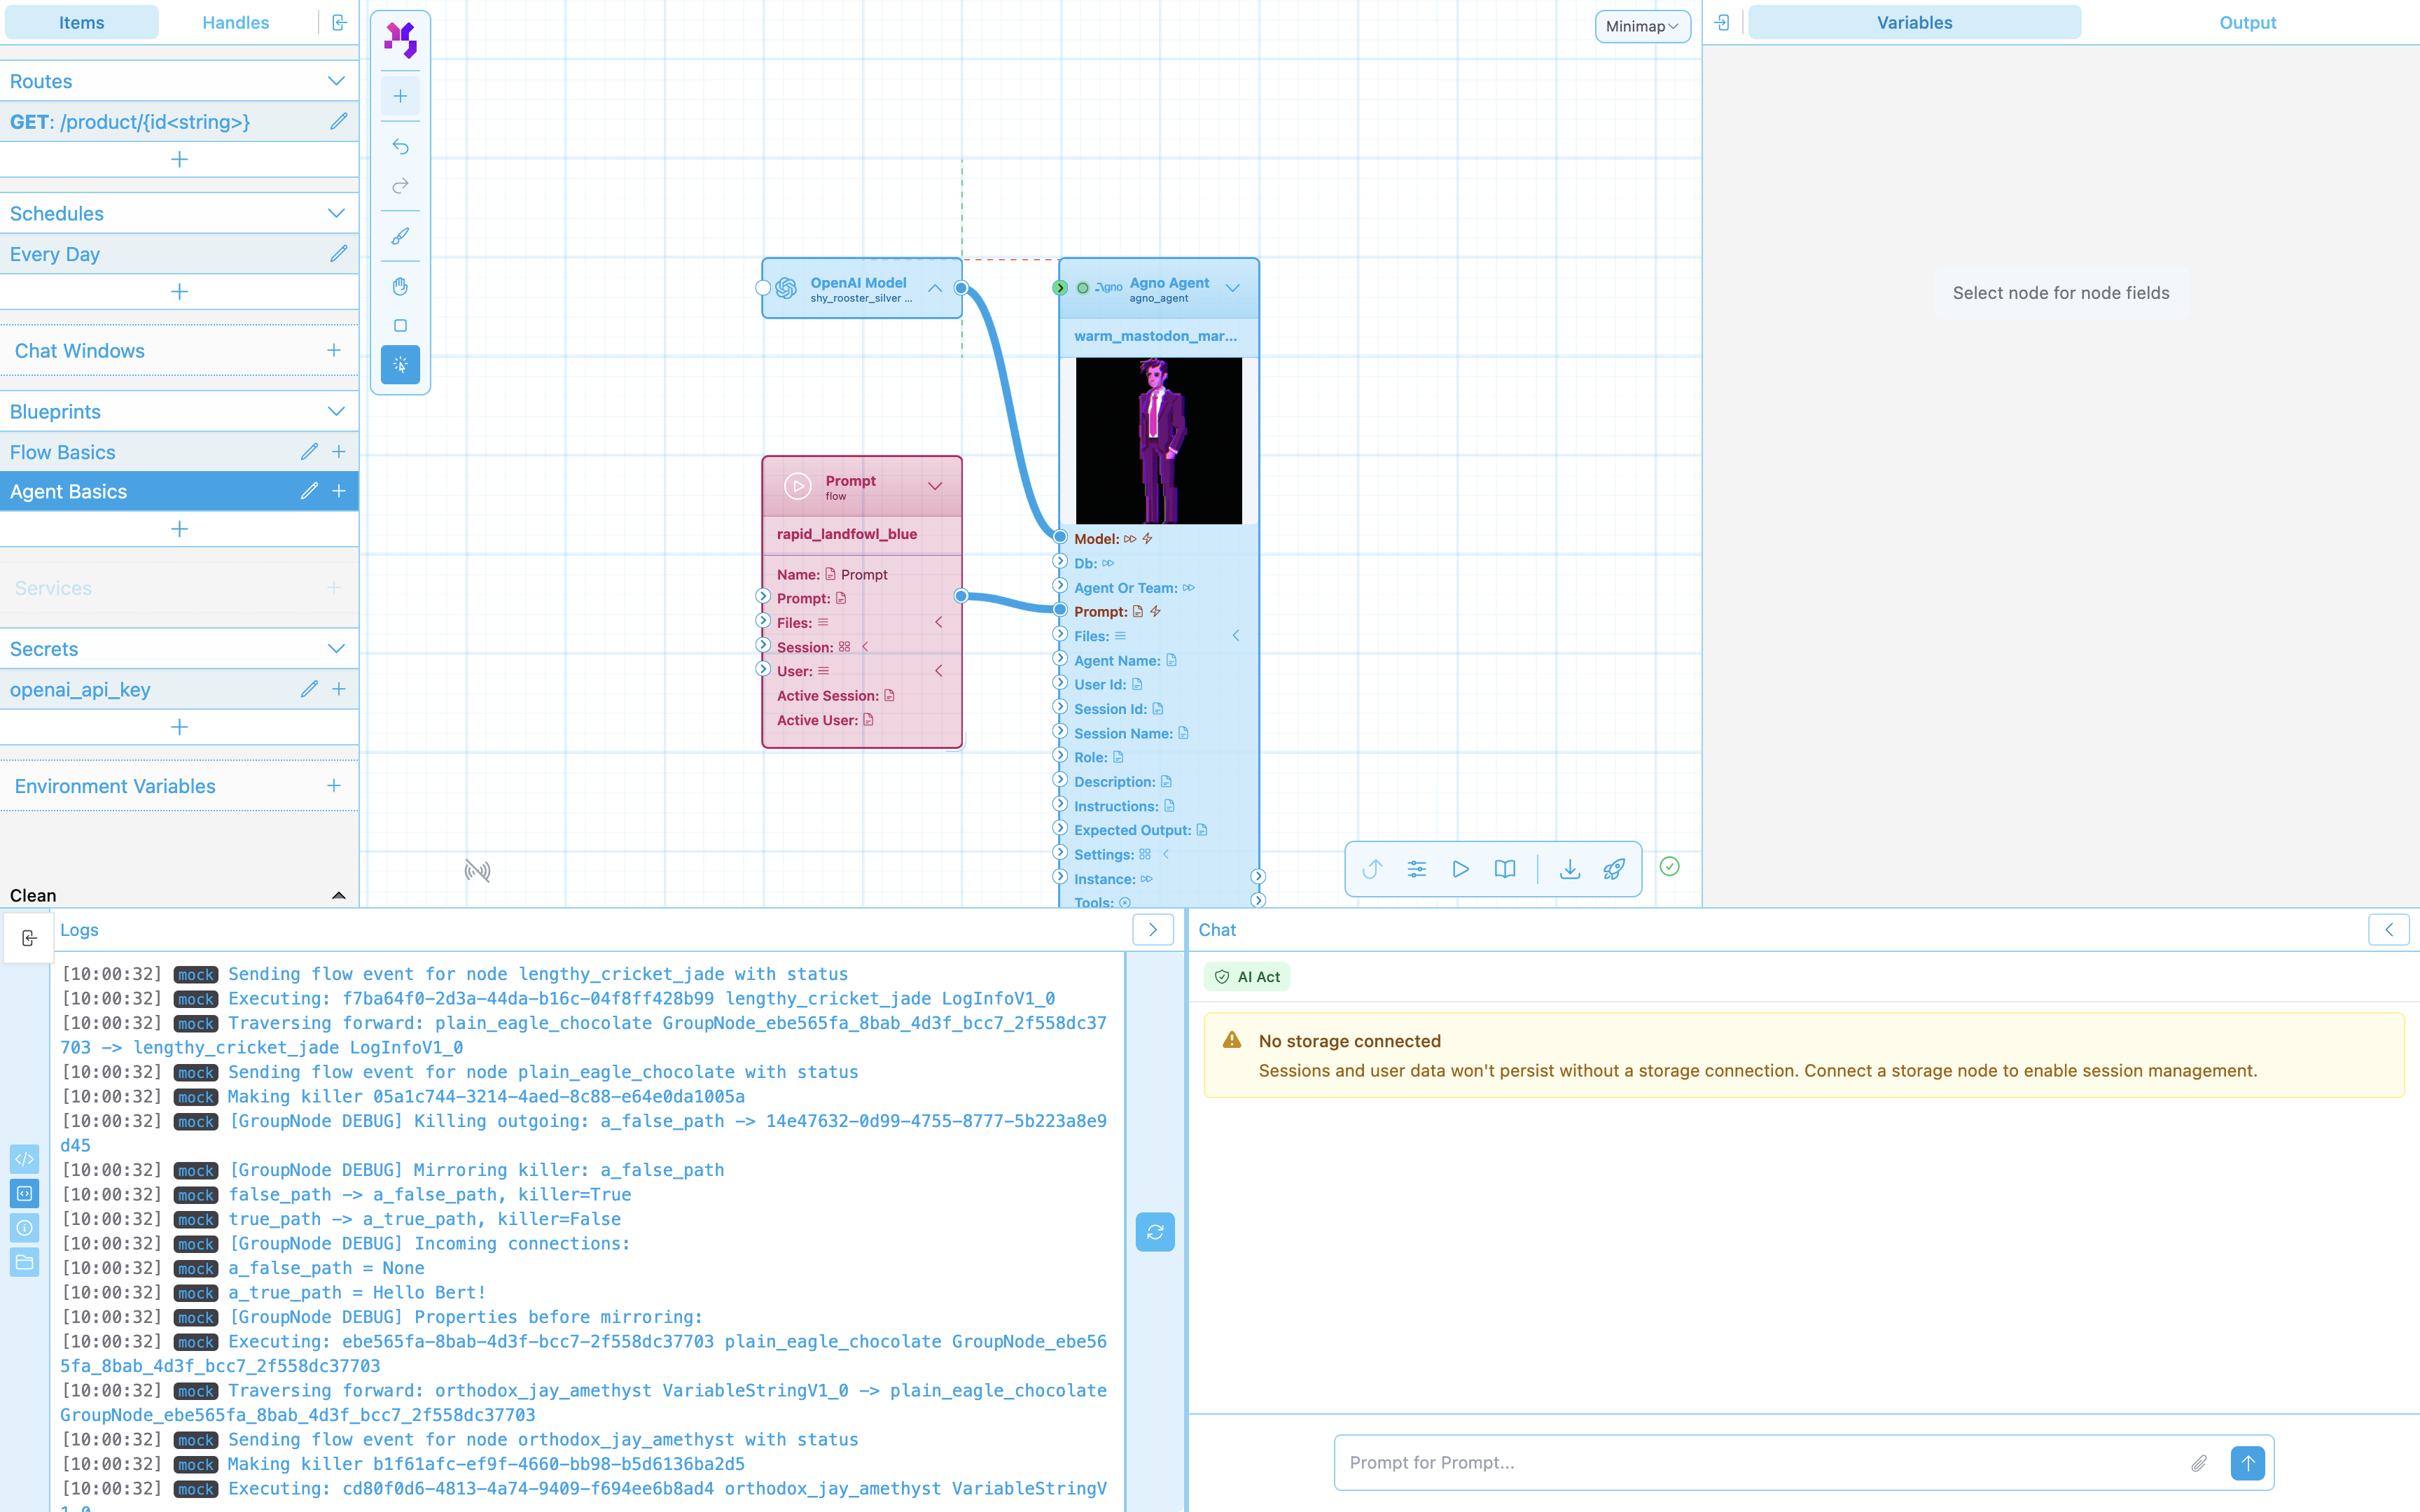 Items
Handles
Routes
GET: /product/{id<string>}
Schedules
Every Day
Chat Windows
Blueprints
Flow Basics
Agent Basics
Services
Secrets
openai_api_key
Environment Variables
Clean
Minimap
OpenAI Model
shy_rooster_silver ...
Prompt
flow
rapid_landfowl_blue
Name: Prompt
Prompt:
Files:
Session:
User:
Active Session:
Active User:
agno
Agno Agent
agno_agent
warm_mastodon_mar...
Model:
Db:
Agent Or Team:
Prompt:
Files:
Agent Name:
User Id:
Session Id:
Session Name:
Role:
Description:
Instructions:
Expected Output:
Settings:
Instance:
Tools:
Variables
Output
Select node for node fields
Logs
[10:00:32] mock Sending flow event for node lengthy_cricket_jade with status
[10:00:32] mock Executing: f7ba64f0-2d3a-44da-b16c-04f8ff428b99 lengthy_cricket_jade LogInfoV1_0
[10:00:32] mock Traversing forward: plain_eagle_chocolate GroupNode_ebe565fa_8bab_4d3f_bcc7_2f558dc37
703 -> lengthy_cricket_jade LogInfoV1_0
[10:00:32] mock Sending flow event for node plain_eagle_chocolate with status
[10:00:32] mock Making killer 05a1c744-3214-4aed-8c88-e64e0da1005a
[10:00:32] mock [GroupNode DEBUG] Killing outgoing: a_false_path -> 14e47632-0d99-4755-8777-5b223a8e9
d45
[10:00:32] mock [GroupNode DEBUG] Mirroring killer: a_false_path
[10:00:32] mock false_path -> a_false_path, killer=True
[10:00:32] mock true_path -> a_true_path, killer=False
[10:00:32] mock [GroupNode DEBUG] Incoming connections:
[10:00:32] mock a_false_path = None
[10:00:32] mock a_true_path = Hello Bert!
[10:00:32] mock [GroupNode DEBUG] Properties before mirroring:
[10:00:32] mock Executing: ebe565fa-8bab-4d3f-bcc7-2f558dc37703 plain_eagle_chocolate GroupNode_ebe56
5fa_8bab_4d3f_bcc7_2f558dc37703
[10:00:32] mock Traversing forward: orthodox_jay_amethyst VariableStringV1_0 -> plain_eagle_chocolate
GroupNode_ebe565fa_8bab_4d3f_bcc7_2f558dc37703
[10:00:32] mock Sending flow event for node orthodox_jay_amethyst with status
[10:00:32] mock Making killer b1f61afc-ef9f-4660-bb98-b5d6136ba2d5
[10:00:32] mock Executing: cd80f0d6-4813-4a74-9409-f694ee6b8ad4 orthodox_jay_amethyst VariableStringV
1_0
Chat
AI Act
No storage connected
Sessions and user data won't persist without a storage connection. Connect a storage node to enable session management.
Prompt for Prompt...